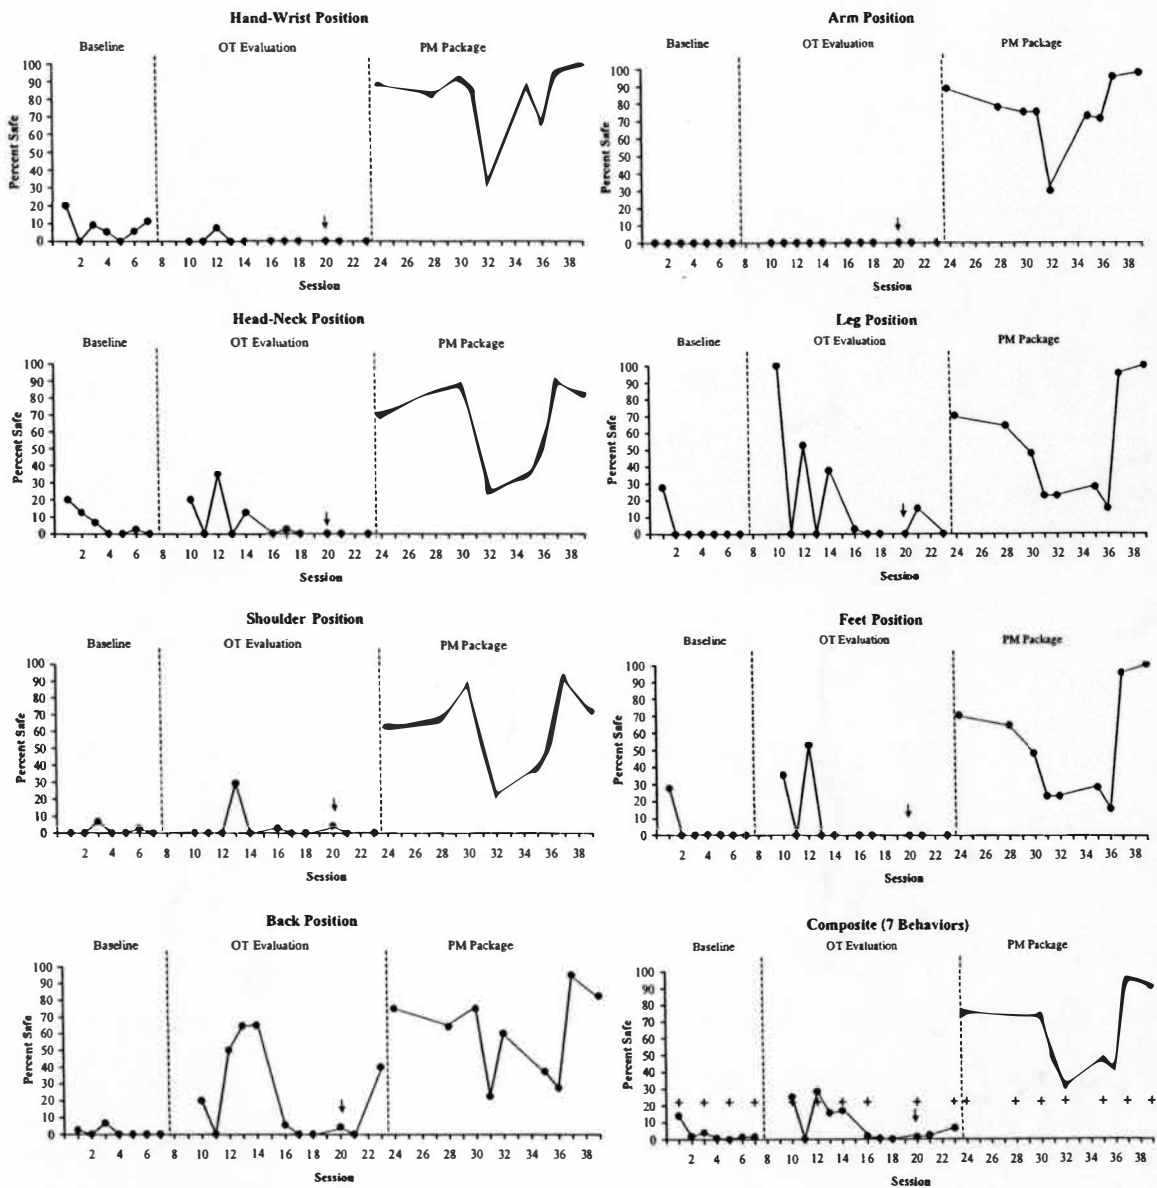 Hand-Wrist Position
Baseline OT Evaluation PM Package
100
90
80
70
60
50
40
30
20
10
0
Percent Safe
2 4 6 8 10 12 14 16 18 20 22 24 26 28 30 32 34 36 38
Session
Arm Position
Baseline OT Evaluation PM Package
100
90
80
70
60
50
40
30
20
10
0
Percent Safe
2 4 6 8 10 12 14 16 18 20 22 24 26 28 30 32 34 36 38
Session
Head-Neck Position
Baseline OT Evaluation PM Package
100
90
80
70
60
50
40
30
20
10
0
Percent Safe
2 4 6 8 10 12 14 16 18 20 22 24 26 28 30 32 34 36 38
Session
Leg Position
Baseline OT Evaluation PM Package
100
90
80
70
60
50
40
30
20
10
0
Percent Safe
2 4 6 8 10 12 14 16 18 20 22 24 26 28 30 32 34 36 38
Session
Shoulder Position
Baseline OT Evaluation PM Package
100
90
80
70
60
50
40
30
20
10
0
Percent Safe
2 4 6 8 10 12 14 16 18 20 22 24 26 28 30 32 34 36 38
Session
Feet Position
Baseline OT Evaluation PM Package
100
90
80
70
60
50
40
30
20
10
0
Percent Safe
2 4 6 8 10 12 14 16 18 20 22 24 26 28 30 32 34 36 38
Session
Back Position
Baseline OT Evaluation PM Package
100
90
80
70
60
50
40
30
20
10
0
Percent Safe
2 4 6 8 10 12 14 16 18 20 22 24 26 28 30 32 34 36 38
Session
Composite (7 Behaviors)
Baseline OT Evaluation PM Package
100
90
80
70
60
50
40
30
20
10
0
Percent Safe
2 4 6 8 10 12 14 16 18 20 22 24 26 28 30 32 34 36 38
Session